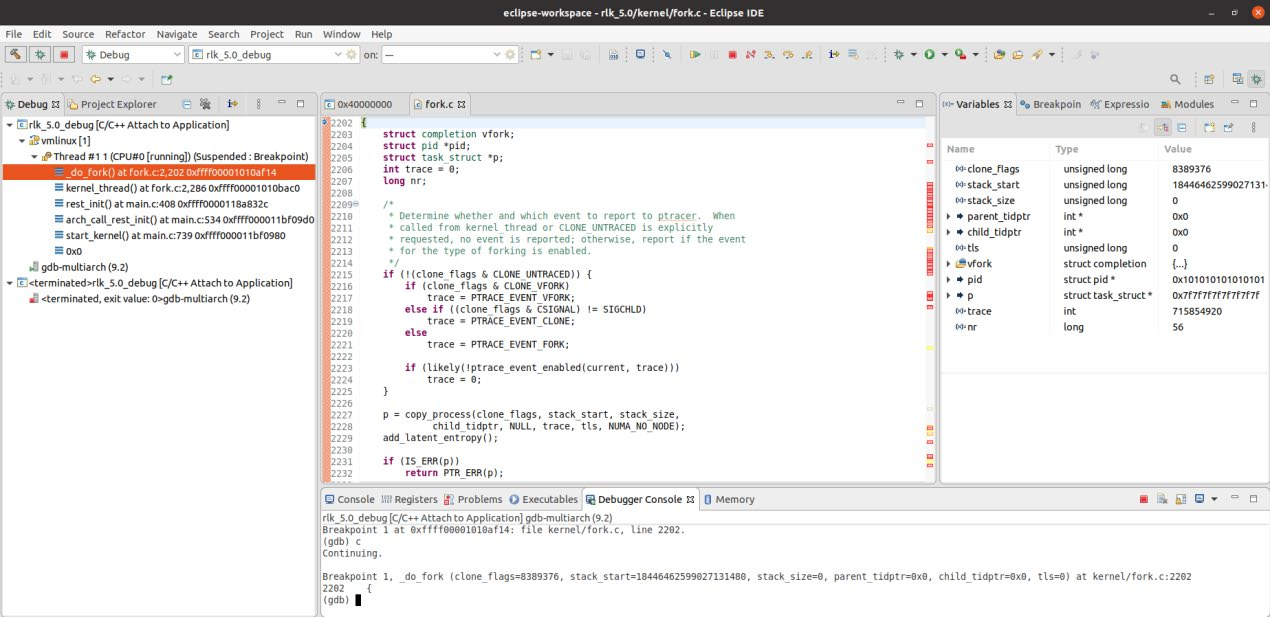 eclipse-workspace - rlk_5.0/kernel/fork.c - Eclipse IDE
File Edit Source Refactor Navigate Search Project Run Window Help
Debug rlk_5.0_debug on: —
Debug Project Explorer
rlk_5.0_debug [C/C++ Attach to Application]
vmlinux [1]
Thread #1 1 (CPU#0 [running]) (Suspended : Breakpoint)
_do_fork() at fork.c:2,202 0xffff00001010af14
kernel_thread() at fork.c:2,286 0xffff00001010bac0
rest_init() at main.c:408 0xffff0000118a832c
arch_call_rest_init() at main.c:534 0xffff000011bf09d0
start_kernel() at main.c:739 0xffff000011bf0980
0x0
gdb-multiarch (9.2)
<terminated>rlk_5.0_debug [C/C++ Attach to Application]
<terminated, exit value: 0>gdb-multiarch (9.2)
0x40000000 fork.c
2202 {
2203 struct completion vfork;
2204 struct pid *pid;
2205 struct task_struct *p;
2206 int trace = 0;
2207 long nr;
2208
2209 /*
2210 * Determine whether and which event to report to ptracer. When
2211 * called from kernel_thread or CLONE_UNTRACED is explicitly
2212 * requested, no event is reported; otherwise, report if the event
2213 * for the type of forking is enabled.
2214 */
2215 if (!(clone_flags & CLONE_UNTRACED)) {
2216 if (clone_flags & CLONE_VFORK)
2217 trace = PTRACE_EVENT_VFORK;
2218 else if ((clone_flags & CSIGNAL) != SIGCHLD)
2219 trace = PTRACE_EVENT_CLONE;
2220 else
2221 trace = PTRACE_EVENT_FORK;
2222
2223 if (likely(!ptrace_event_enabled(current, trace)))
2224 trace = 0;
2225 }
2226
2227 p = copy_process(clone_flags, stack_start, stack_size,
2228 child_tidptr, NULL, trace, tls, NUMA_NO_NODE);
2229 add_latent_entropy();
2230
2231 if (IS_ERR(p))
2232 return PTR_ERR(p);
Variables Breakpoin Expressio Modules
Name Type Value
clone_flags unsigned long 8389376
stack_start unsigned long 18446462599027131-
stack_size unsigned long 0
parent_tidptr int * 0x0
child_tidptr int * 0x0
tls unsigned long 0
vfork struct completion {...}
pid struct pid * 0x101010101010101
p struct task_struct * 0x7f7f7f7f7f7f7f7f
trace int 715854920
nr long 56
Console Registers Problems Executables Debugger Console Memory
rlk_5.0_debug [C/C++ Attach to Application] gdb-multiarch (9.2)
Breakpoint 1 at 0xffff00001010af14: file kernel/fork.c, line 2202.
(gdb) c
Continuing.
Breakpoint 1, _do_fork (clone_flags=8389376, stack_start=18446462599027131480, stack_size=0, parent_tidptr=0x0, child_tidptr=0x0, tls=0) at kernel/fork.c:2202
2202 {
(gdb)